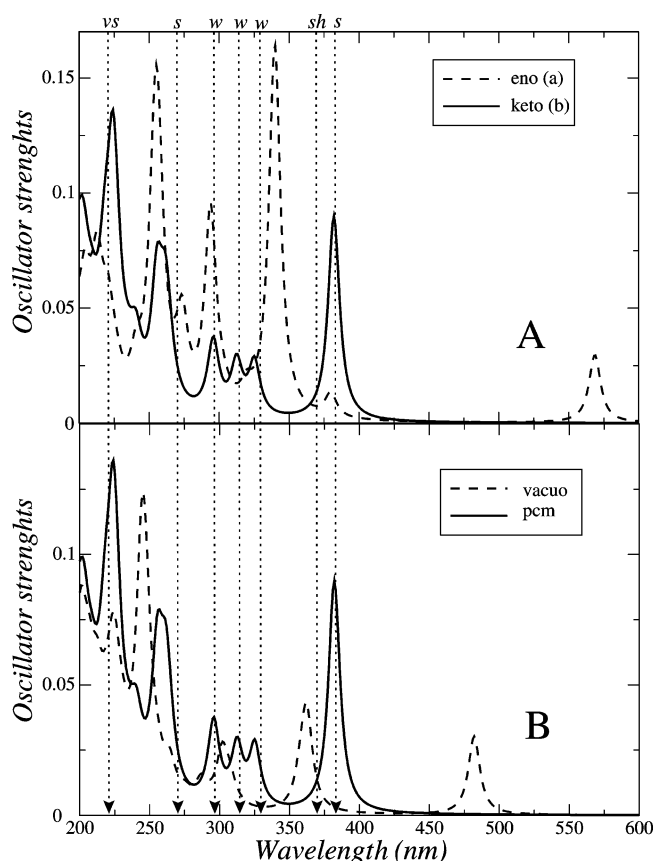 vs s w w w sh s
0.15
0.1
0.05
0
Oscillator strenghts
eno (a)
keto (b)
A
0.1
0.05
0
Oscillator strenghts
vacuo
pcm
B
200 250 300 350 400 450 500 550 600
Wavelength (nm)